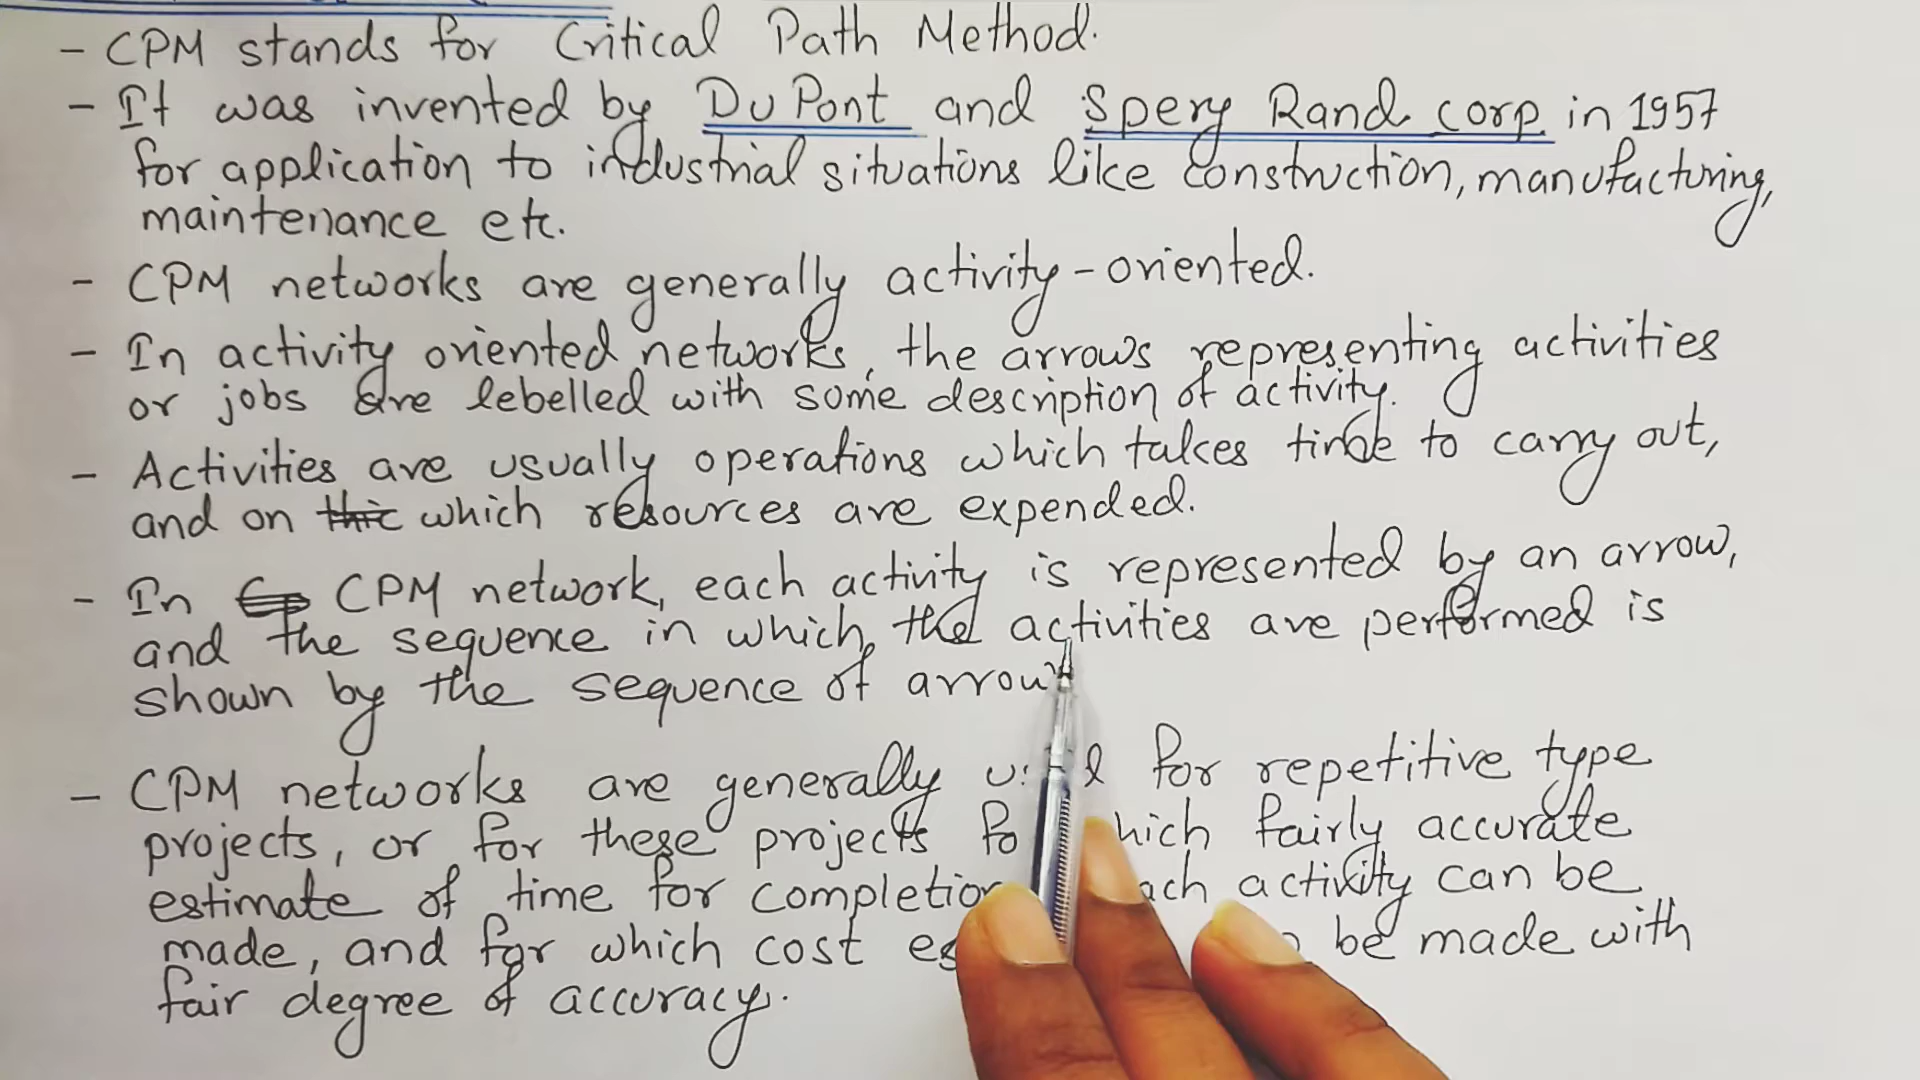 - CPM stands for Critical Path Method.
- It was invented by Du Pont and Spery Rand corp in 1957
for application to industrial situations like construction, manufacturing,
maintenance etc.
- CPM networks are generally activity-oriented.
- In activity oriented networks, the arrows representing activities
or jobs are lebelled with some description of activity.
- Activities are usually operations which takes time to carry out,
and on which resources are expended.
- In CPM network, each activity is represented by an arrow,
and the sequence in which the activities are performed is
shown by the sequence of arrow
- CPM networks are generally for repetitive type
projects, or for these projects fairly accurate
estimate of time for activity can be
made, and for which cost be made with
fair degree of accuracy.